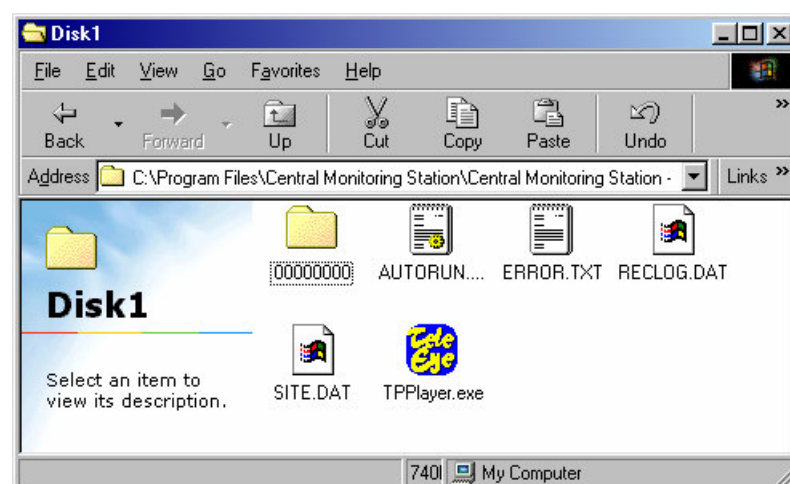 Disk1
File Edit View Go Favorites Help
Back Forward Up Cut Copy Paste Undo »
Address C:\Program Files\Central Monitoring Station\Central Monitoring Station - Links »
00000000 AUTORUN.... ERROR.TXT RECLOG.DAT
Disk1
Select an item to
view its description.
SITE.DAT Tele Eye TPPlayer.exe
740 My Computer